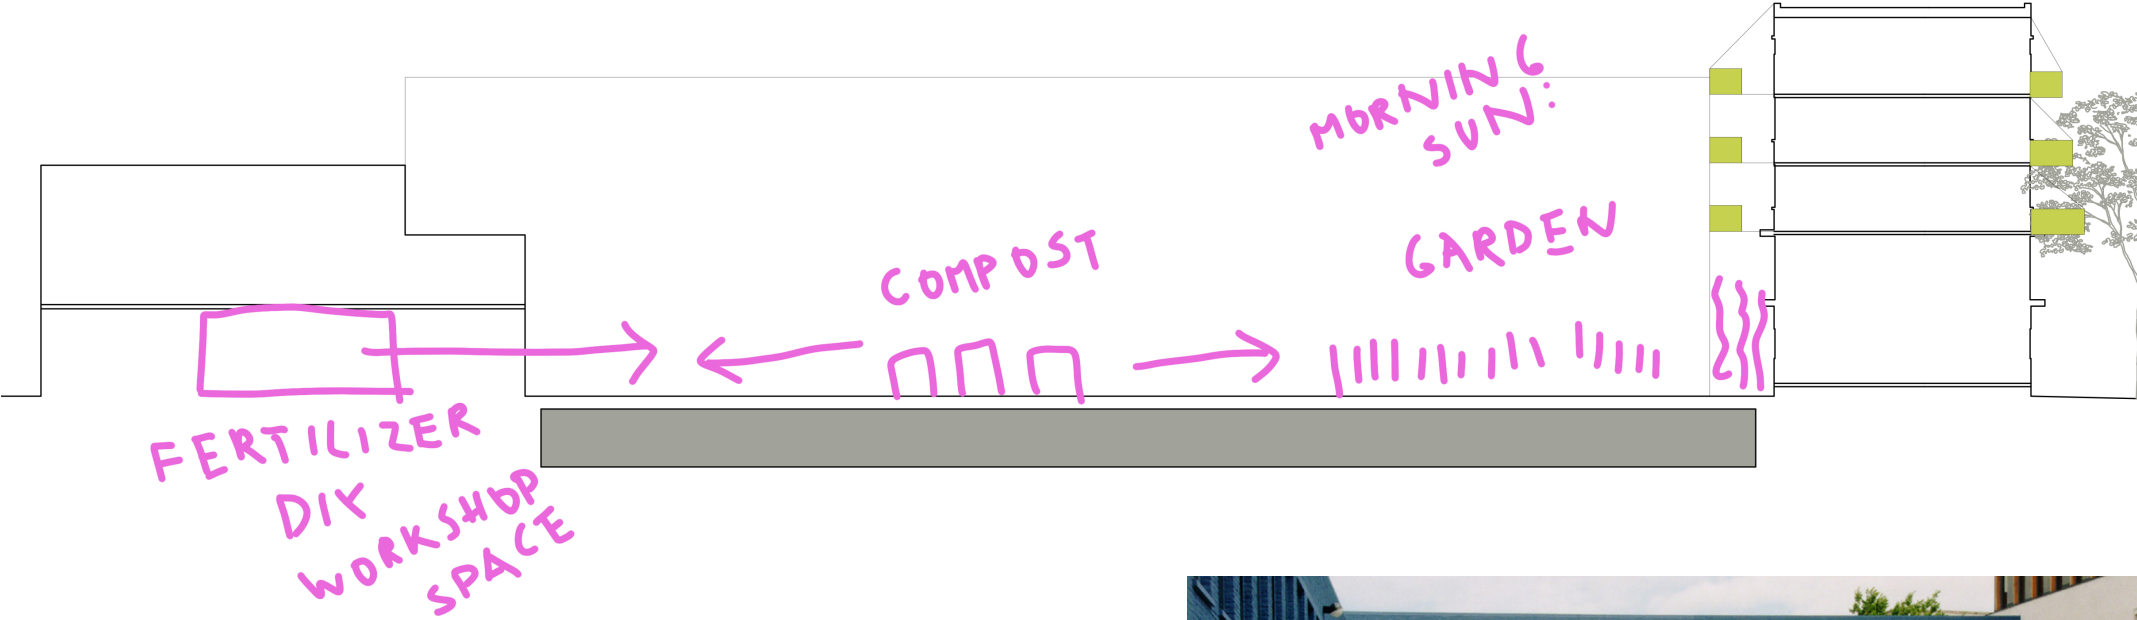 MORNING
SUN:
GARDEN
COMPOST
FERTILIZER
DIY
WORKSHOP
SPACE